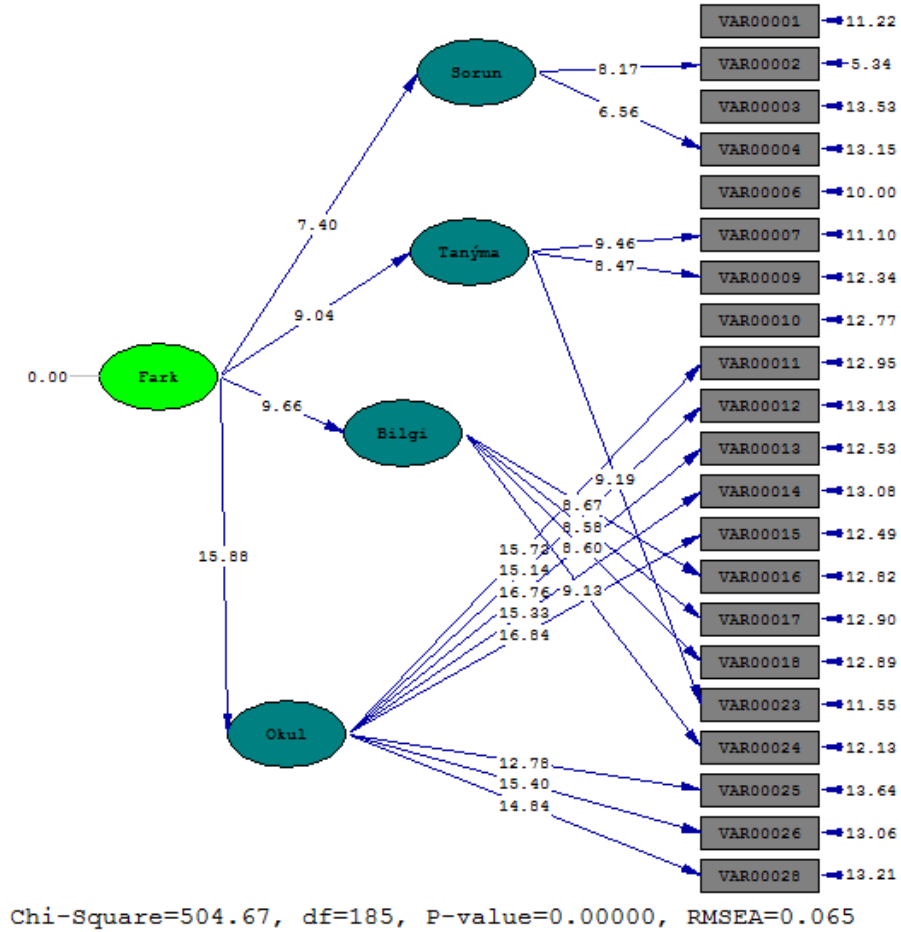 VAR00001 11.22
Sorun 8.17 VAR00002 5.34
VAR00003 13.53
6.56 VAR00004 13.15
VAR00006 10.00
7.40 9.46 VAR00007 11.10
Tanýma 8.47 VAR00009 12.34
9.04 VAR00010 12.77
0.00 Fark VAR00011 12.95
9.66 VAR00012 13.13
Bilgi VAR00013 12.53
9.19 VAR00014 13.08
8.67
8.58 VAR00015 12.49
15.88 15.72 8.60
15.14 VAR00016 12.82
16.76 9.13
15.33 VAR00017 12.90
16.84
VAR00018 12.89
VAR00023 11.55
Okul VAR00024 12.13
12.78 VAR00025 13.64
15.40
14.84 VAR00026 13.06
VAR00028 13.21
Chi-Square=504.67, df=185, P-value=0.00000, RMSEA=0.065